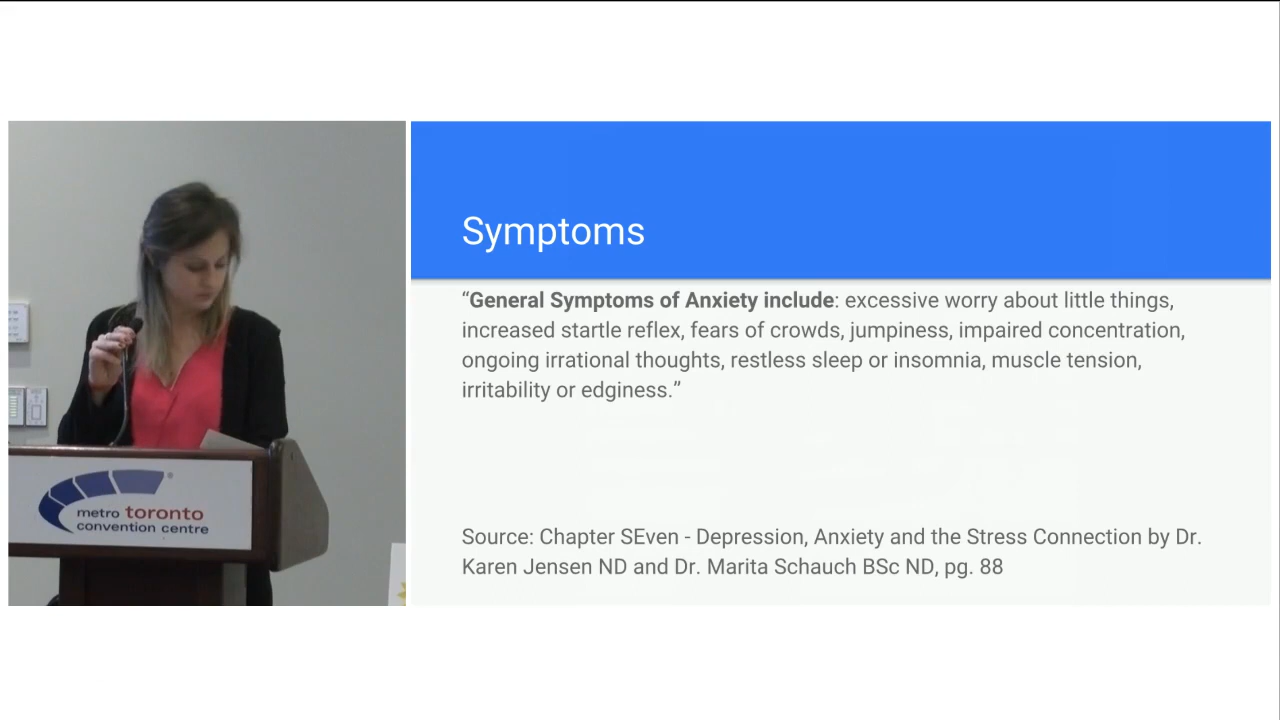 Symptoms
“General Symptoms of Anxiety include: excessive worry about little things,
increased startle reflex, fears of crowds, jumpiness, impaired concentration,
ongoing irrational thoughts, restless sleep or insomnia, muscle tension,
irritability or edginess.”
Source: Chapter SEven - Depression, Anxiety and the Stress Connection by Dr.
Karen Jensen ND and Dr. Marita Schauch BSc ND, pg. 88
metro toronto
convention centre